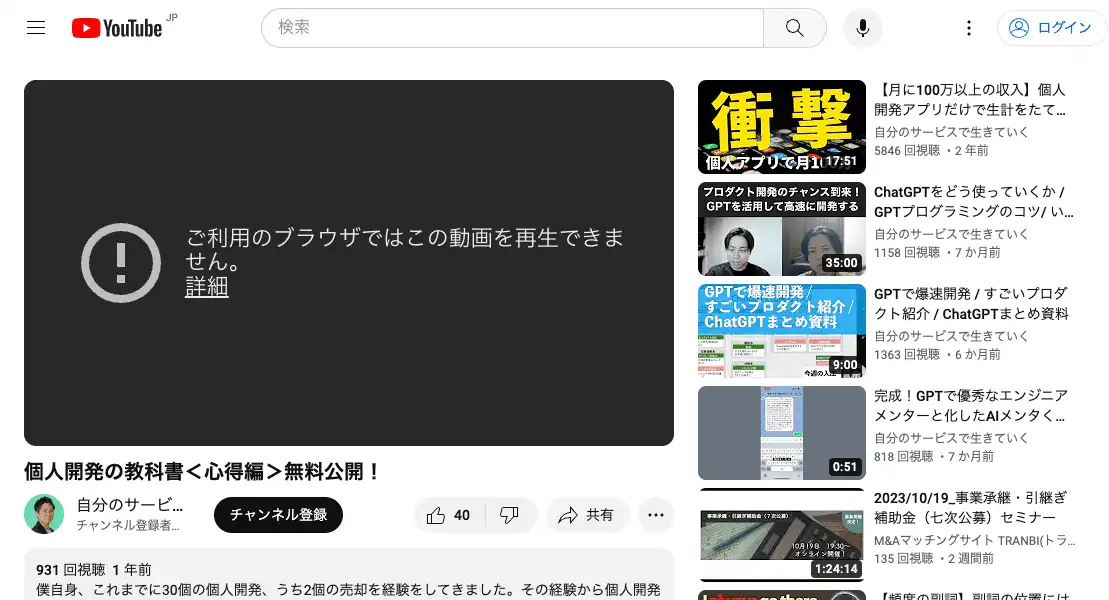 YouTube JP
検索
ログイン
ご利用のブラウザではこの動画を再生できま
せん。
詳細
個人開発の教科書＜心得編＞無料公開！
自分のサービ…
チャンネル登録者…
チャンネル登録
40
共有
931 回視聴 1 年前
僕自身、これまでに30個の個人開発、うち2個の売却を経験をしてきました。その経験から個人開発
衝撃
個人アプリで月1
17:51
【月に100万以上の収入】個人
開発アプリだけで生計をたて…
自分のサービスで生きていく
5846 回視聴 ・2 年前
プロダクト開発のチャンス到来！
GPTを活用して高速に開発する
35:00
ChatGPTをどう使っていくか /
GPTプログラミングのコツ/ い…
自分のサービスで生きていく
1158 回視聴 ・7 か月前
GPTで爆速開発 /
すごいプロダクト紹介 /
ChatGPTまとめ資料
9:00
GPTで爆速開発 / すごいプロダ
クト紹介 / ChatGPTまとめ資料
自分のサービスで生きていく
1363 回視聴 ・6 か月前
0:51
完成！GPTで優秀なエンジニア
メンターと化したAIメンタく…
自分のサービスで生きていく
818 回視聴 ・7 か月前
事業承継・引継ぎ補助金（７次公募）
10月19日 19:30～
オンライン開催！
1:24:14
2023/10/19_事業承継・引継ぎ
補助金（七次公募）セミナー
M&Aマッチングサイト TRANBI(トラ…
135 回視聴 ・2 週間前
I always go there
【頻度の副詞】副詞の位置には